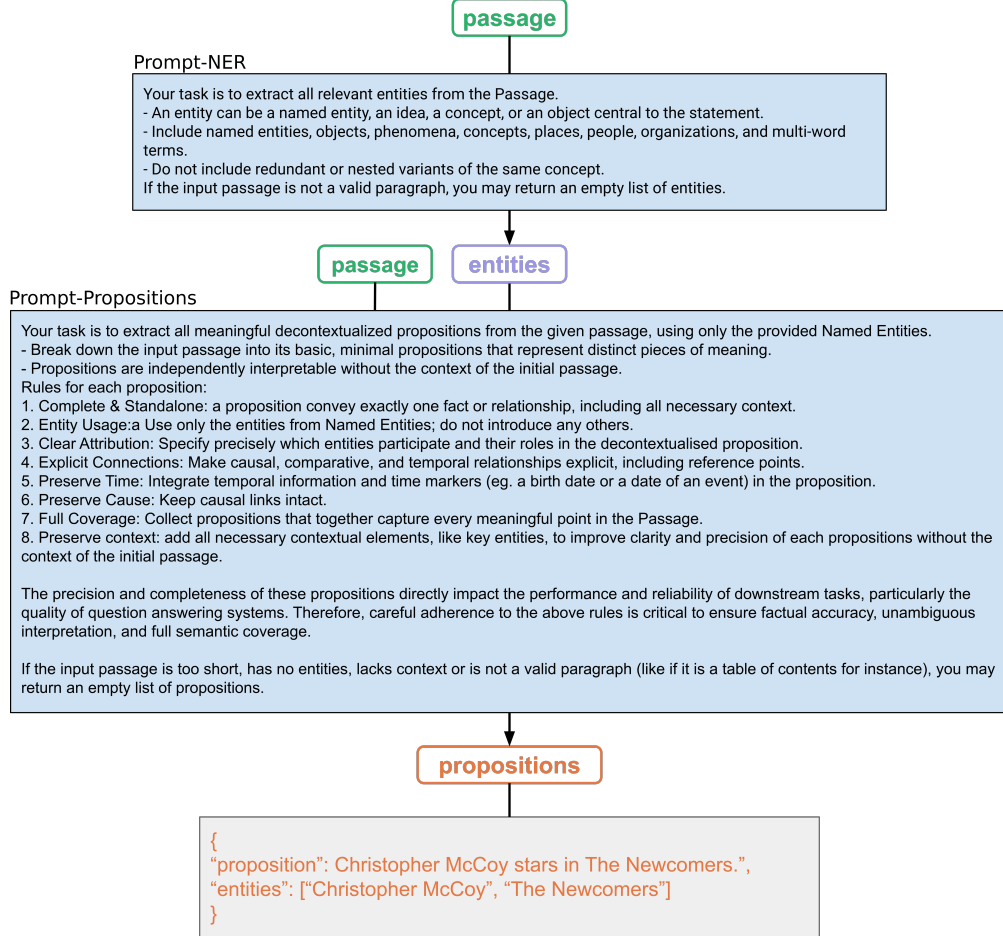 passage
Prompt-NER
Your task is to extract all relevant entities from the Passage.
- An entity can be a named entity, an idea, a concept, or an object central to the statement.
- Include named entities, objects, phenomena, concepts, places, people, organizations, and multi-word
terms.
- Do not include redundant or nested variants of the same concept.
If the input passage is not a valid paragraph, you may return an empty list of entities.
passage
entities
Prompt-Propositions
Your task is to extract all meaningful decontextualized propositions from the given passage, using only the provided Named Entities.
- Break down the input passage into its basic, minimal propositions that represent distinct pieces of meaning.
- Propositions are independently interpretable without the context of the initial passage.
Rules for each proposition:
1. Complete & Standalone: a proposition convey exactly one fact or relationship, including all necessary context.
2. Entity Usage:a Use only the entities from Named Entities; do not introduce any others.
3. Clear Attribution: Specify precisely which entities participate and their roles in the decontextualised proposition.
4. Explicit Connections: Make causal, comparative, and temporal relationships explicit, including reference points.
5. Preserve Time: Integrate temporal information and time markers (eg. a birth date or a date of an event) in the proposition.
6. Preserve Cause: Keep causal links intact.
7. Full Coverage: Collect propositions that together capture every meaningful point in the Passage.
8. Preserve context: add all necessary contextual elements, like key entities, to improve clarity and precision of each propositions without the
context of the initial passage.
The precision and completeness of these propositions directly impact the performance and reliability of downstream tasks, particularly the
quality of question answering systems. Therefore, careful adherence to the above rules is critical to ensure factual accuracy, unambiguous
interpretation, and full semantic coverage.
If the input passage is too short, has no entities, lacks context or is not a valid paragraph (like if it is a table of contents for instance), you may
return an empty list of propositions.
propositions
{
“proposition”: Christopher McCoy stars in The Newcomers.”,
“entities”: [“Christopher McCoy”, “The Newcomers”]
}